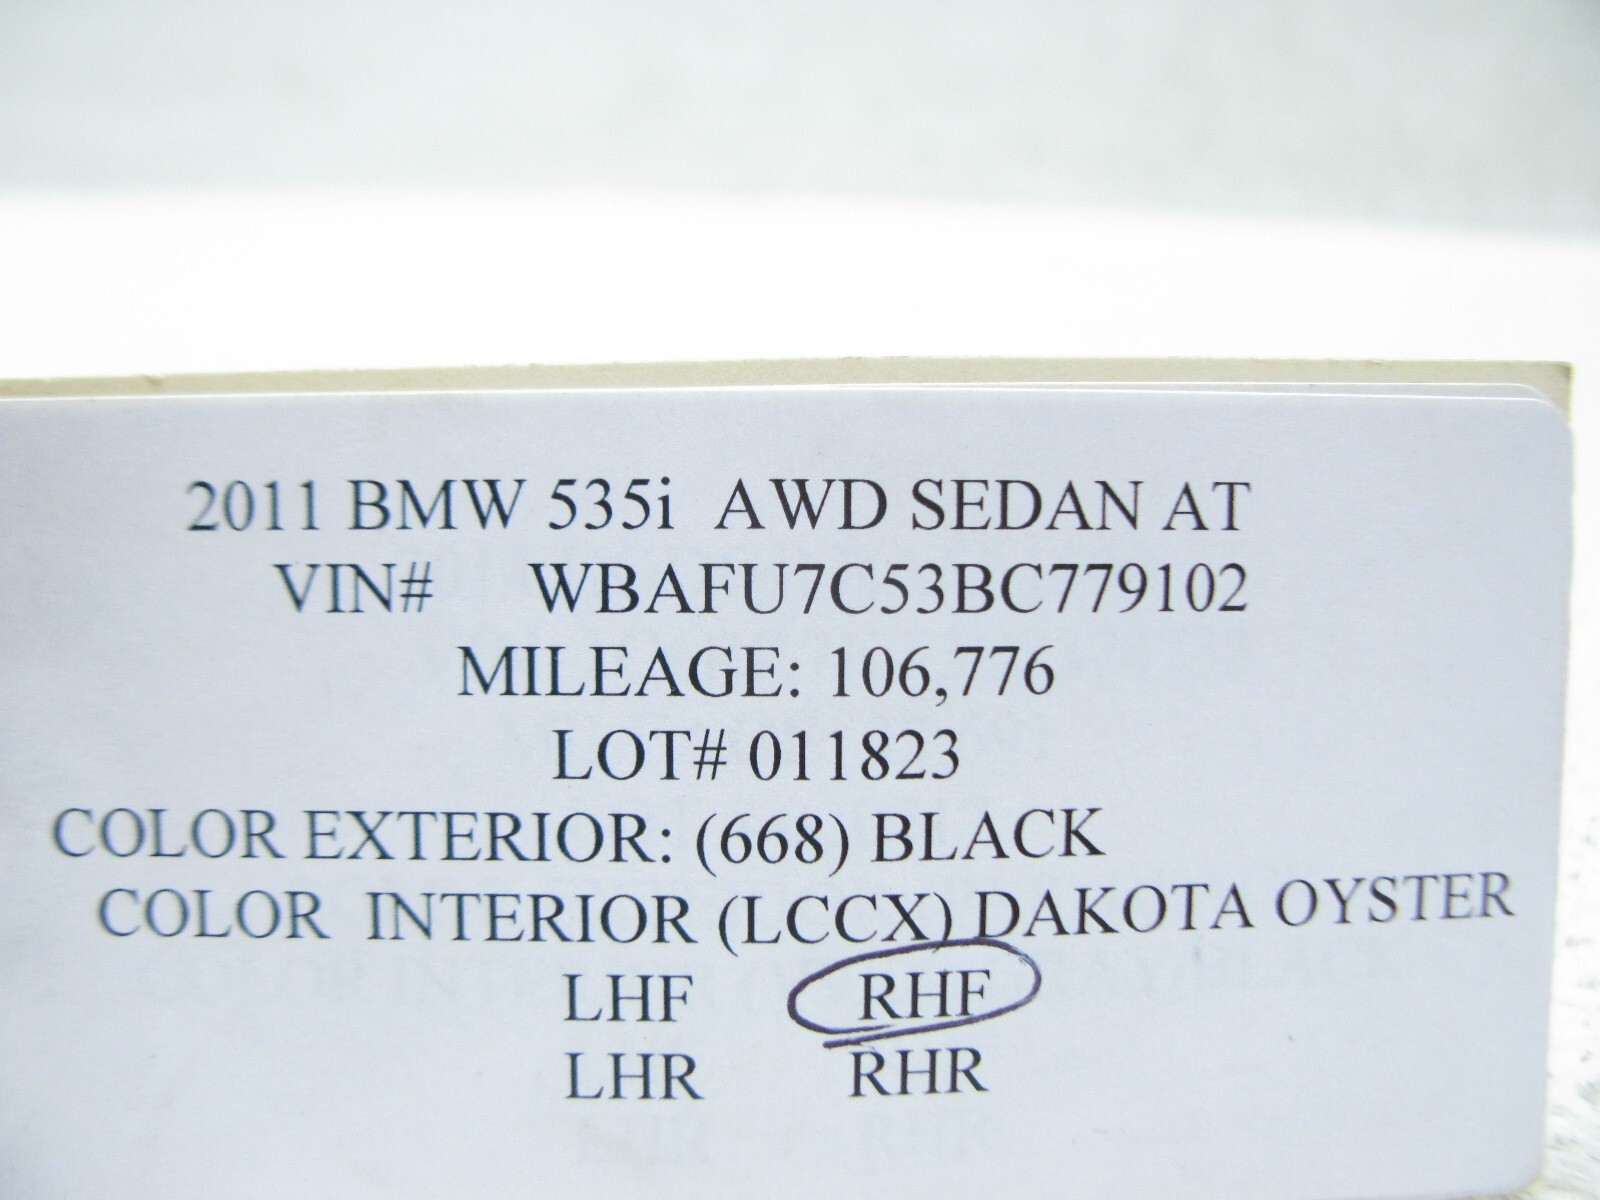 2011 BMW 535i AWD SEDAN AT
VIN# WBAFU7C53BC779102
MILEAGE: 106,776
LOT# 011823
COLOR EXTERIOR: (668) BLACK
COLOR INTERIOR (LCCX) DAKOTA OYSTER
LHF RHF
LHR RHR